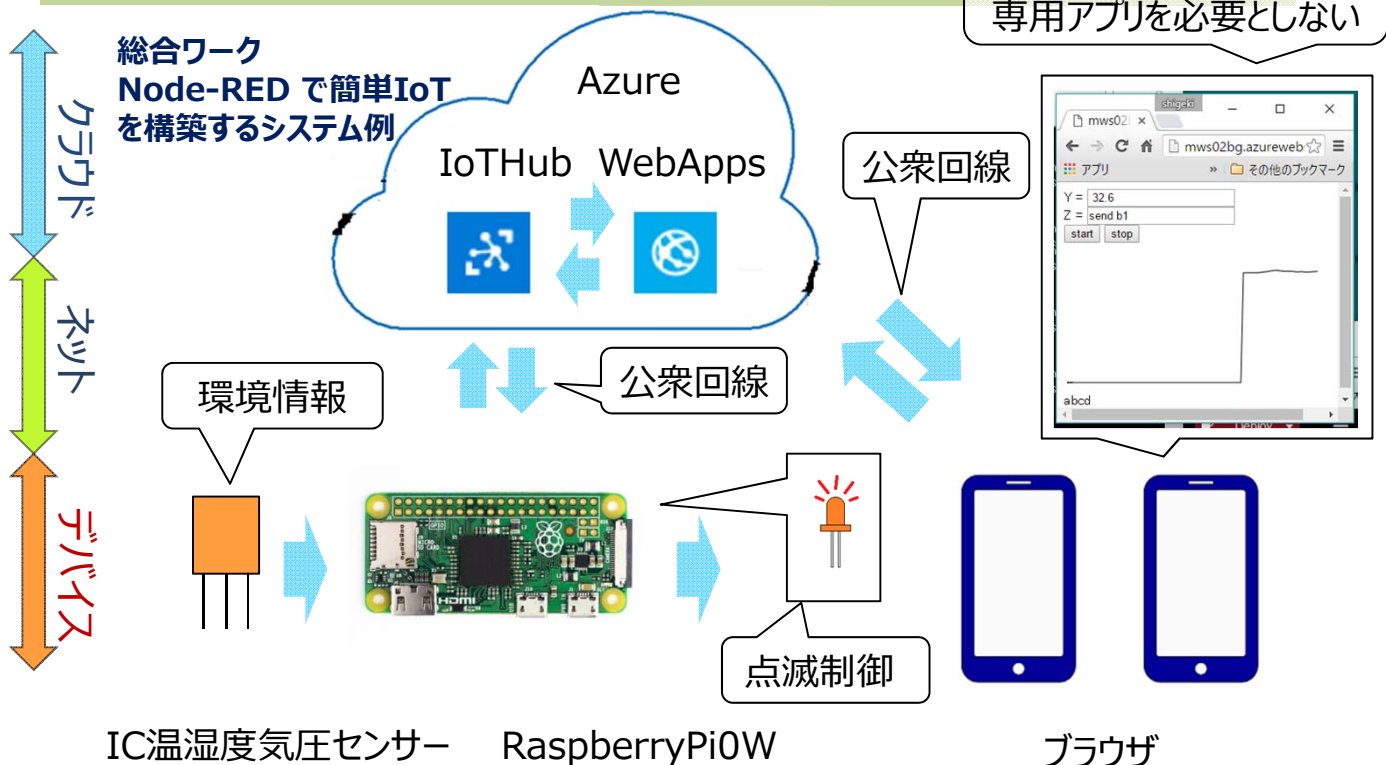 専用アプリを必要としない
総合ワーク
Node-RED で簡単IoT
を構築するシステム例
クラウド
ネット
デバイス
Azure
IoTHub WebApps
公衆回線
公衆回線
環境情報
点滅制御
shigeki
mws02
mws02bg.azureweb
アプリ
»
その他のブックマーク
Y = 32.6
Z = send b1
start stop
abcd
Deploy
HDMI
IC温湿度気圧センサー
RaspberryPi0W
ブラウザ